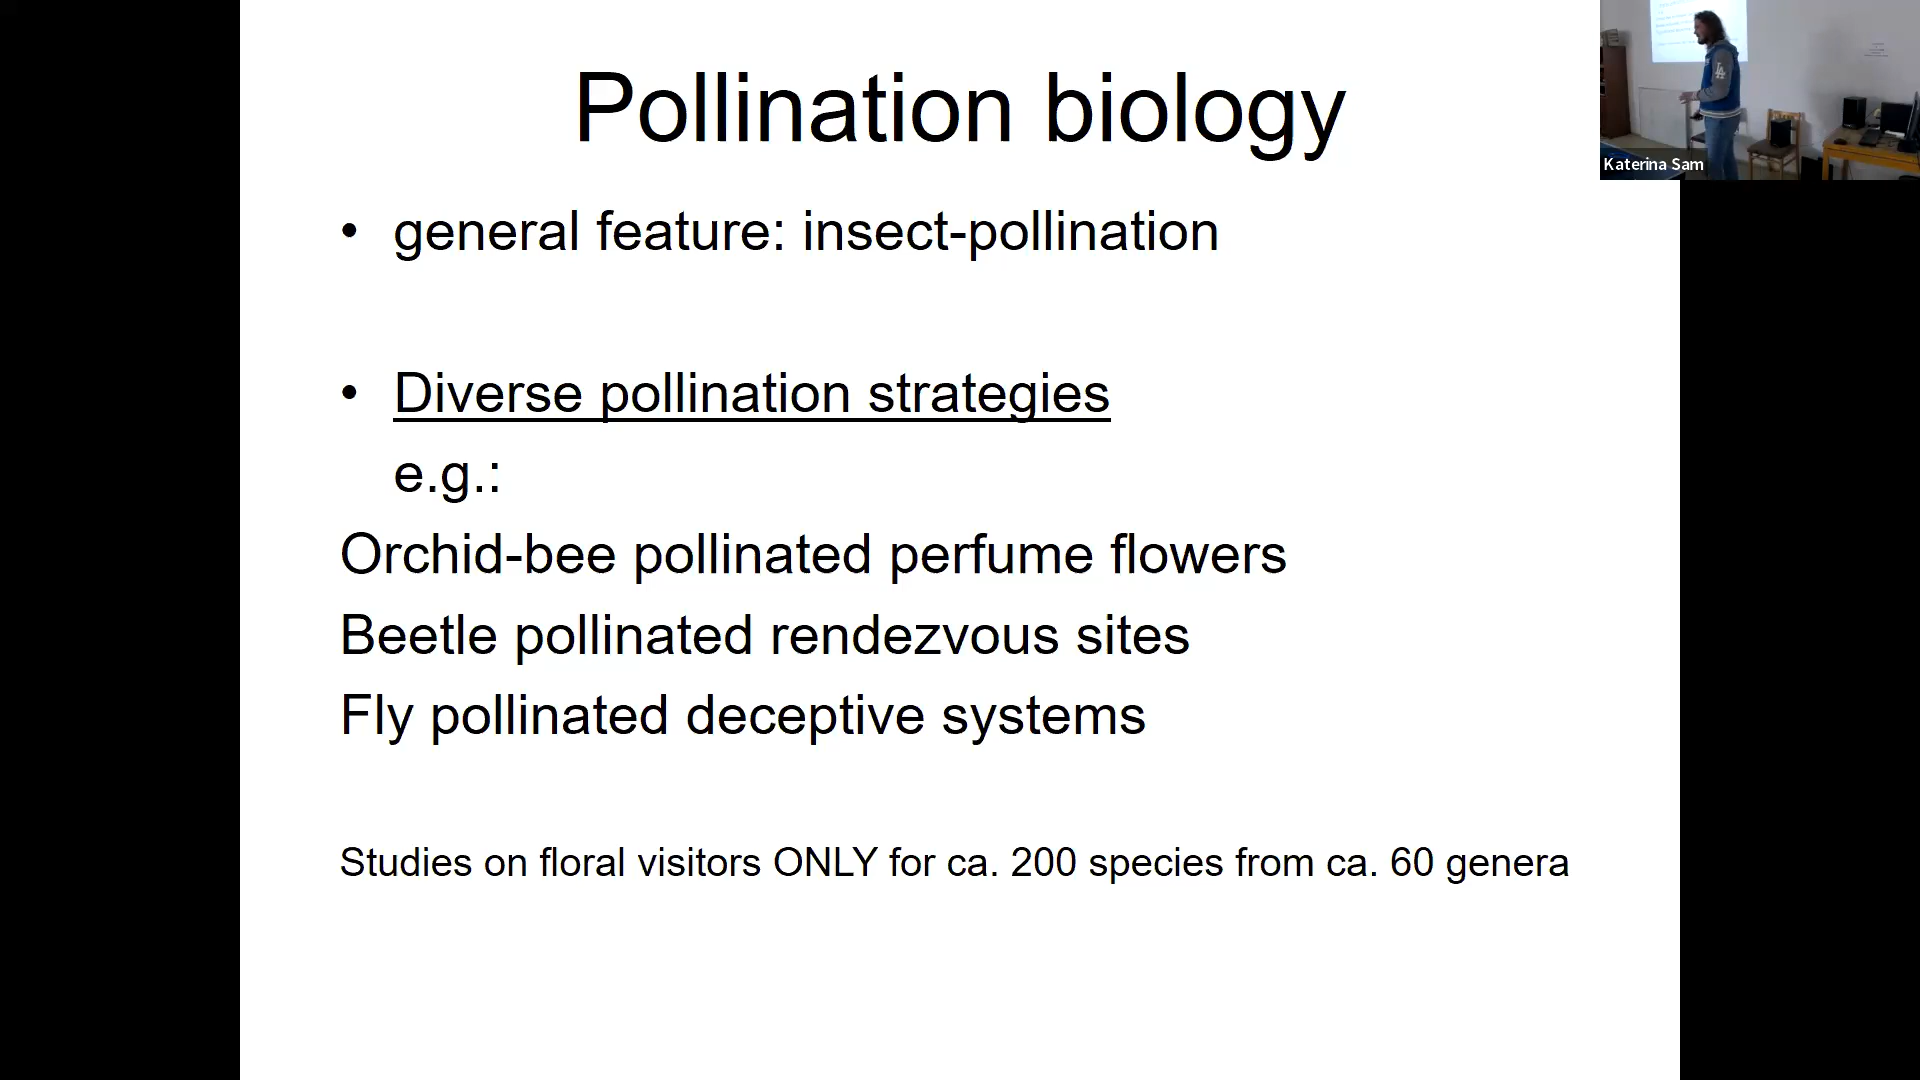 Pollination biology
• general feature: insect-pollination
• Diverse pollination strategies
e.g.:
Orchid-bee pollinated perfume flowers
Beetle pollinated rendezvous sites
Fly pollinated deceptive systems
Studies on floral visitors ONLY for ca. 200 species from ca. 60 genera
LA
Katerina Sam